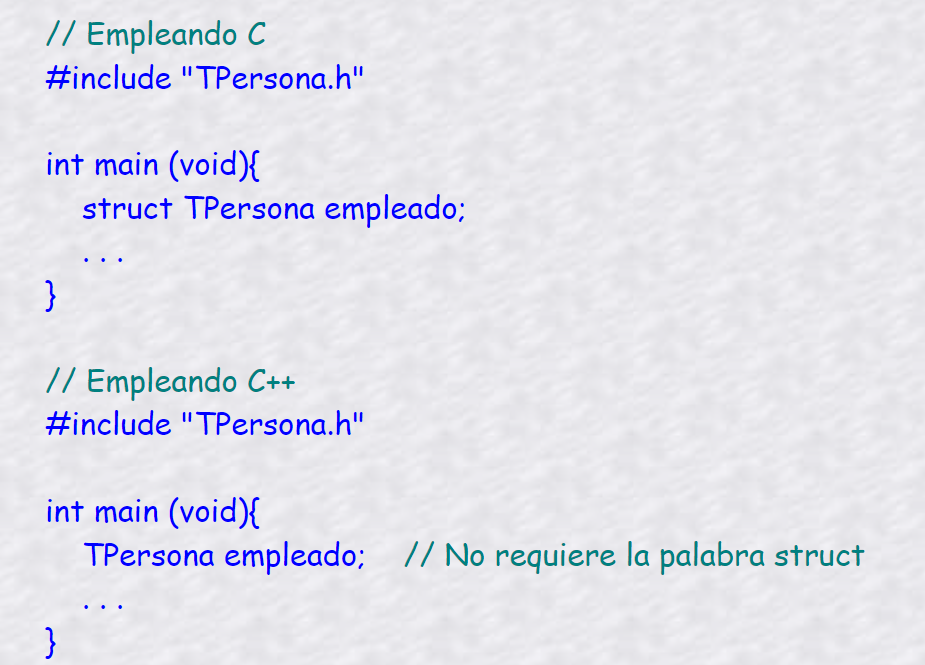 // Empleando C
#include "TPersona.h"
int main (void){
struct TPersona empleado;
. . .
}
// Empleando C++
#include "TPersona.h"
int main (void){
TPersona empleado; // No requiere la palabra struct
. . .
}